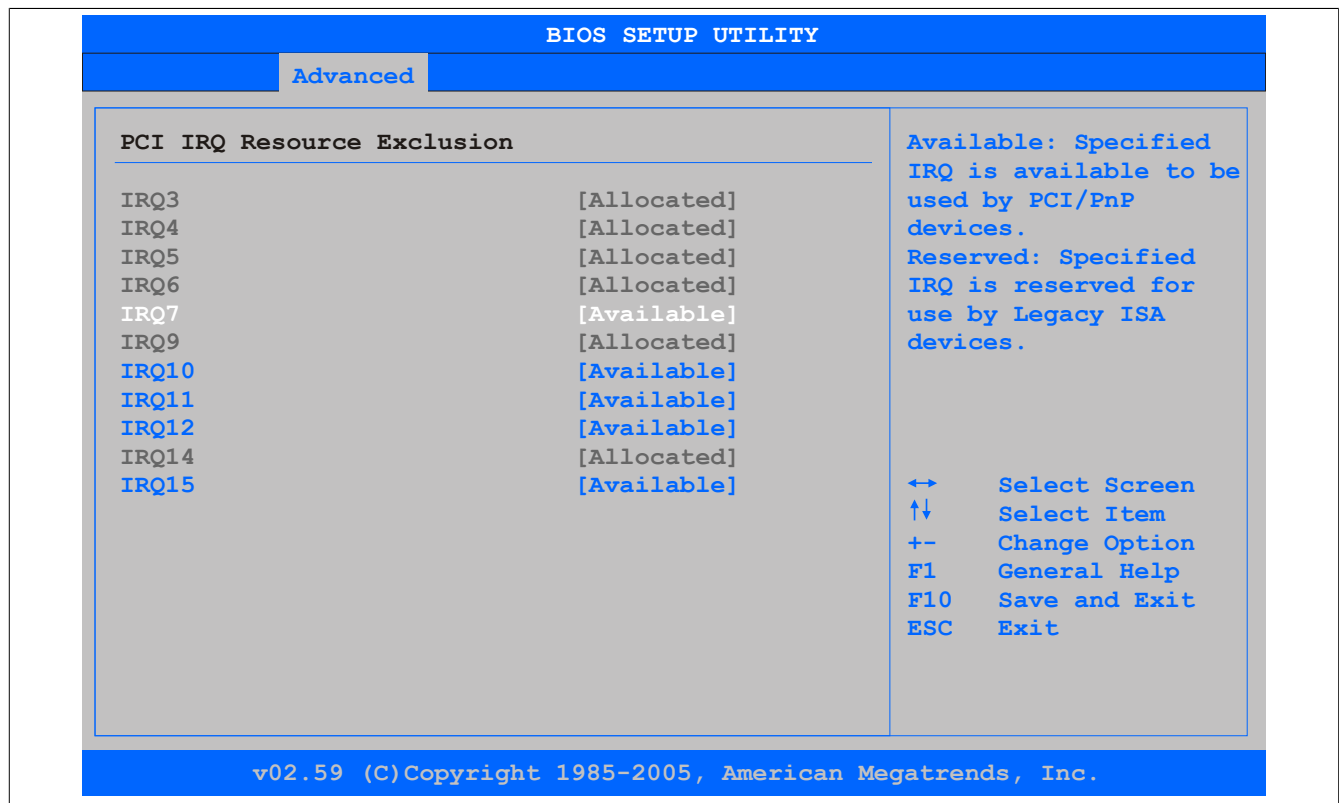 BIOS SETUP UTILITY
Advanced
PCI IRQ Resource Exclusion
IRQ3 [Allocated]
IRQ4 [Allocated]
IRQ5 [Allocated]
IRQ6 [Allocated]
IRQ7 [Available]
IRQ9 [Allocated]
IRQ10 [Available]
IRQ11 [Available]
IRQ12 [Available]
IRQ14 [Allocated]
IRQ15 [Available]
Available: Specified
IRQ is available to be
used by PCI/PnP
devices.
Reserved: Specified
IRQ is reserved for
use by Legacy ISA
devices.
↔ Select Screen
↑↓ Select Item
+- Change Option
F1 General Help
F10 Save and Exit
ESC Exit
v02.59 (C)Copyright 1985-2005, American Megatrends, Inc.